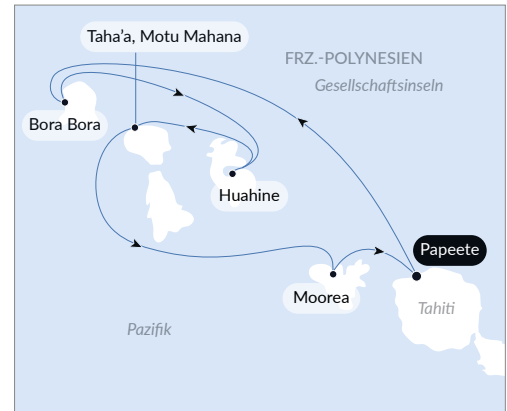 Taha'a, Motu Mahana
FRZ.-POLYNESIEN
Gesellschaftsinseln
Bora Bora
Huahine
Papeete
Moorea
Tahiti
Pazifik